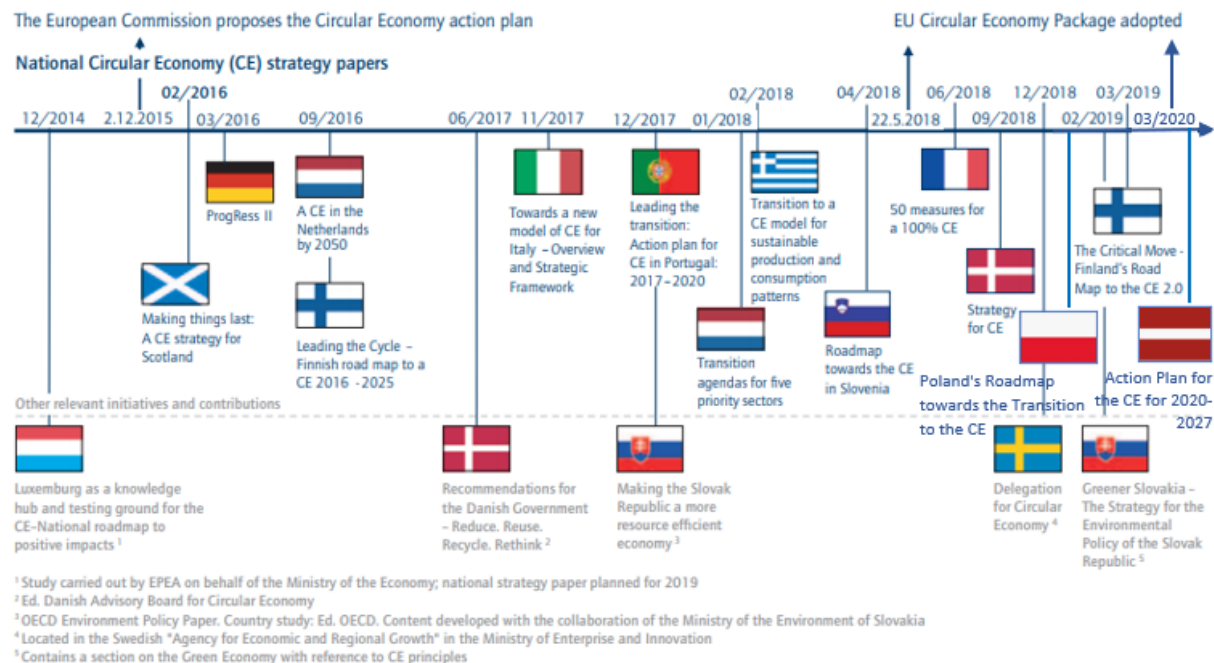 The European Commission proposes the Circular Economy action plan
EU Circular Economy Package adopted
National Circular Economy (CE) strategy papers
02/2016
02/2018
04/2018
06/2018
12/2018
03/2019
12/2014
2.12.2015
03/2016
09/2016
06/2017
11/2017
12/2017
01/2018
22.5.2018
09/2018
02/2019
03/2020
ProgRess II
A CE in the
Netherlands
by 2050
Towards a new
model of CE for
Italy – Overview
and Strategic
Framework
Leading the
transition:
Action plan for
CE in Portugal:
2017–2020
Transition to a
CE model for
sustainable
production and
consumption
patterns
50 measures for
a 100% CE
The Critical Move -
Finland's Road
Map to the CE 2.0
Making things last:
A CE strategy for
Scotland
Leading the Cycle –
Finnish road map to a
CE 2016 -2025
Transition
agendas for five
priority sectors
Roadmap
towards the CE
in Slovenia
Strategy
for CE
Poland's Roadmap
towards the Transition
to the CE
Action Plan for
the CE for 2020-
2027
Other relevant initiatives and contributions
Luxemburg as a knowledge
hub and testing ground for the
CE-National roadmap to
positive impacts ¹
Recommendations for
the Danish Government
– Reduce. Reuse.
Recycle. Rethink ²
Making the Slovak
Republic a more
resource efficient
economy ³
Delegation
for Circular
Economy ⁴
Greener Slovakia –
The Strategy for the
Environmental
Policy of the Slovak
Republic ⁵
¹ Study carried out by EPEA on behalf of the Ministry of the Economy; national strategy paper planned for 2019
² Ed. Danish Advisory Board for Circular Economy
³ OECD Environment Policy Paper. Country study: Ed. OECD. Content developed with the collaboration of the Ministry of the Environment of Slovakia
⁴ Located in the Swedish "Agency for Economic and Regional Growth" in the Ministry of Enterprise and Innovation
⁵ Contains a section on the Green Economy with reference to CE principles